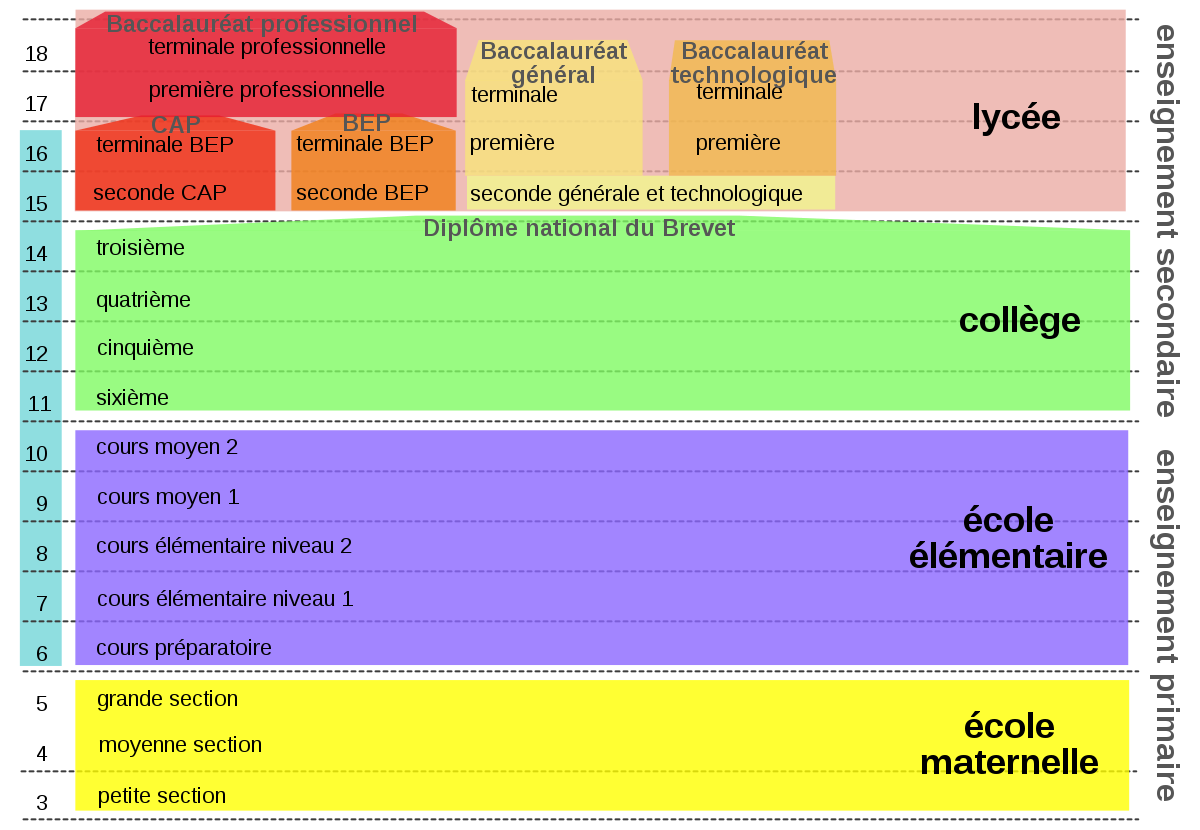 Baccalauréat professionnel
18
terminale professionnelle
Baccalauréat
général
Baccalauréat
technologique
17
première professionnelle
terminale
terminale
lycée
CAP
BEP
16
terminale BEP
terminale BEP
première
première
15
seconde CAP
seconde BEP
seconde générale et technologique
Diplôme national du Brevet
14
troisième
13
quatrième
collège
12
cinquième
11
sixième
enseignement secondaire
10
cours moyen 2
9
cours moyen 1
8
cours élémentaire niveau 2
école
élémentaire
7
cours élémentaire niveau 1
6
cours préparatoire
5
grande section
4
moyenne section
école
maternelle
3
petite section
enseignement primaire